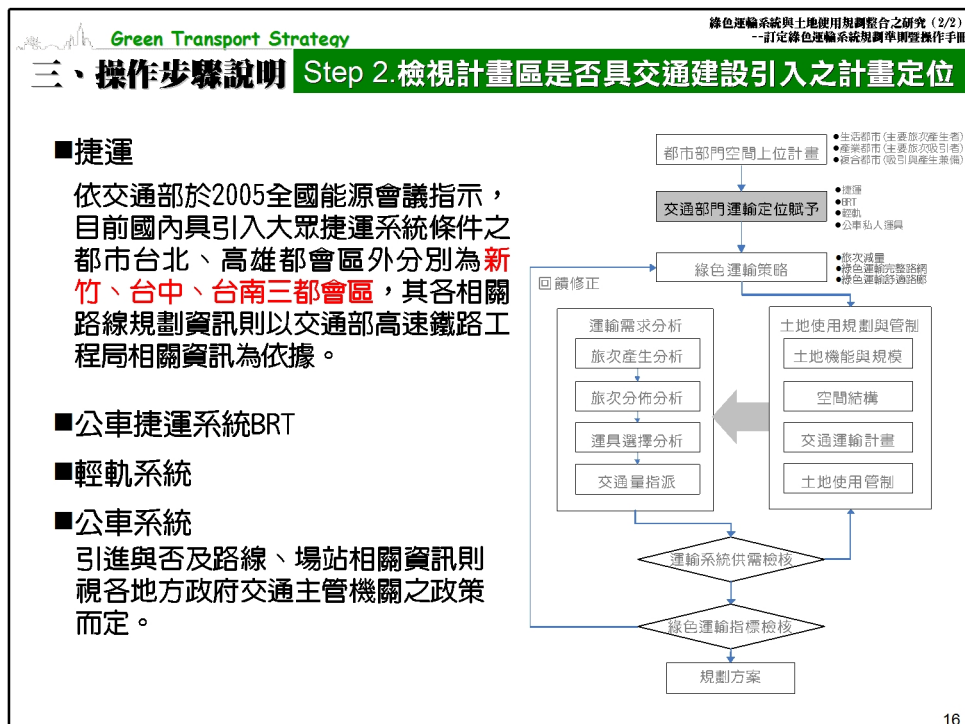 綠色運輸系統與土地使用規劃整合之研究（2/2）
--訂定綠色運輸系統規劃準則暨操作手冊
Green Transport Strategy
三、操作步驟說明 Step 2.檢視計畫區是否具交通建設引入之計畫定位
■捷運
依交通部於2005全國能源會議指示，
目前國內具引入大眾捷運系統條件之
都市台北、高雄都會區外分別為新
竹、台中、台南三都會區，其各相關
路線規劃資訊則以交通部高速鐵路工
程局相關資訊為依據。
■公車捷運系統BRT
■輕軌系統
■公車系統
引進與否及路線、場站相關資訊則
視各地方政府交通主管機關之政策
而定。
都市部門空間上位計畫
●生活都市(主要旅次產生者)
●產業都市(主要旅次吸引者)
●複合都市(吸引與產生兼備)
交通部門運輸定位賦予
●捷運
●BRT
●輕軌
●公車私人運具
綠色運輸策略
●旅次減量
●綠色運輸完整路網
●綠色運輸舒適路廊
回饋修正
運輸需求分析
旅次產生分析
旅次分佈分析
運具選擇分析
交通量指派
土地使用規劃與管制
土地機能與規模
空間結構
交通運輸計畫
土地使用管制
運輸系統供需檢核
綠色運輸指標檢核
規劃方案
16